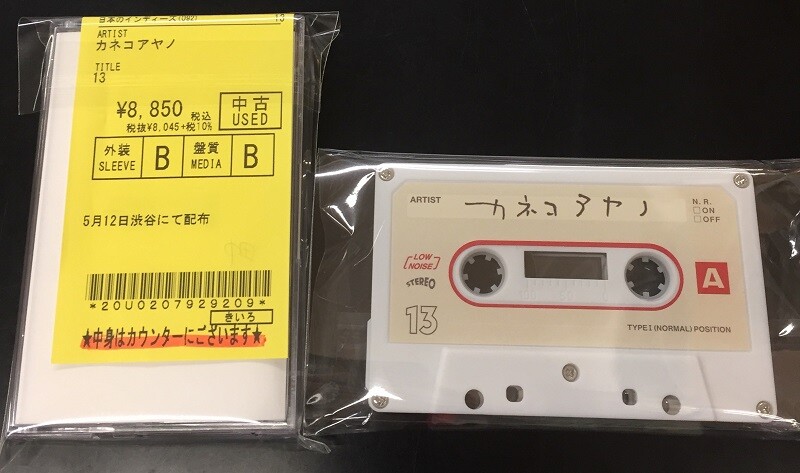 日本のインディーズ(092) 13
ARTIST
カネコアヤノ
TITLE
13
¥8,850 税込
税抜¥8,045+税10%
中古
USED
外装
SLEEVE
B
盤質
MEDIA
B
5月12日渋谷にて配布
*20U0207929209*
きいろ
★中身はカウンターにございます★
ARTIST
カネコアヤノ
N.R.
□ON
□OFF
LOW
NOISE
STEREO
A
13
TYPE I (NORMAL) POSITION